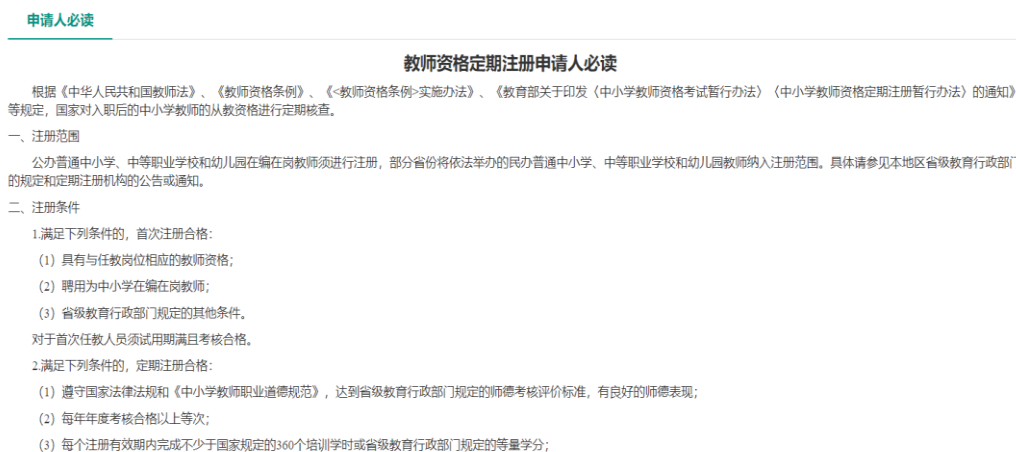 申请人必读
教师资格定期注册申请人必读
根据《中华人民共和国教师法》、《教师资格条例》、《<教师资格条例>实施办法》、《教育部关于印发〈中小学教师资格考试暂行办法〉〈中小学教师资格定期注册暂行办法〉的通知》
等规定，国家对入职后的中小学教师的从教资格进行定期核查。
一、注册范围
公办普通中小学、中等职业学校和幼儿园在编在岗教师须进行注册，部分省份将依法举办的民办普通中小学、中等职业学校和幼儿园教师纳入注册范围。具体请参见本地区省级教育行政部门
的规定和定期注册机构的公告或通知。
二、注册条件
1.满足下列条件的，首次注册合格：
（1）具有与任教岗位相应的教师资格；
（2）聘用为中小学在编在岗教师；
（3）省级教育行政部门规定的其他条件。
对于首次任教人员须试用期满且考核合格。
2.满足下列条件的，定期注册合格：
（1）遵守国家法律法规和《中小学教师职业道德规范》，达到省级教育行政部门规定的师德考核评价标准，有良好的师德表现；
（2）每年年度考核合格以上等次；
（3）每个注册有效期内完成不少于国家规定的360个培训学时或省级教育行政部门规定的等量学分；